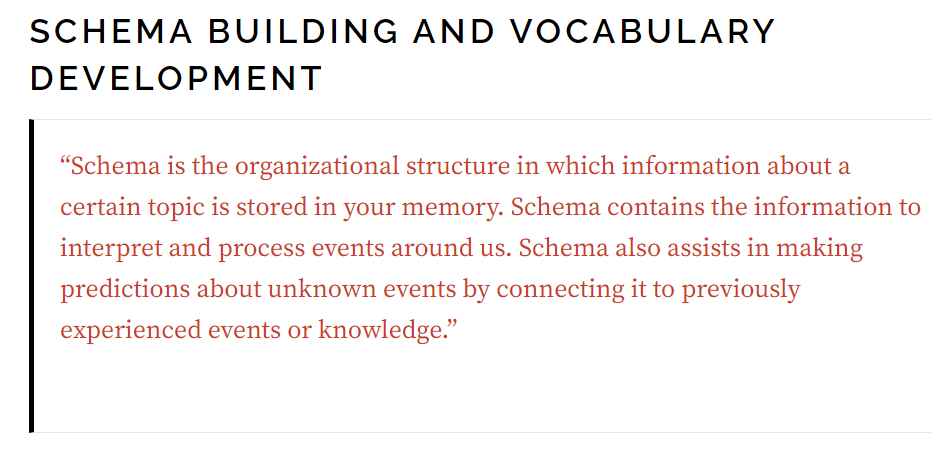 SCHEMA BUILDING AND VOCABULARY
DEVELOPMENT
“Schema is the organizational structure in which information about a
certain topic is stored in your memory. Schema contains the information to
interpret and process events around us. Schema also assists in making
predictions about unknown events by connecting it to previously
experienced events or knowledge.”